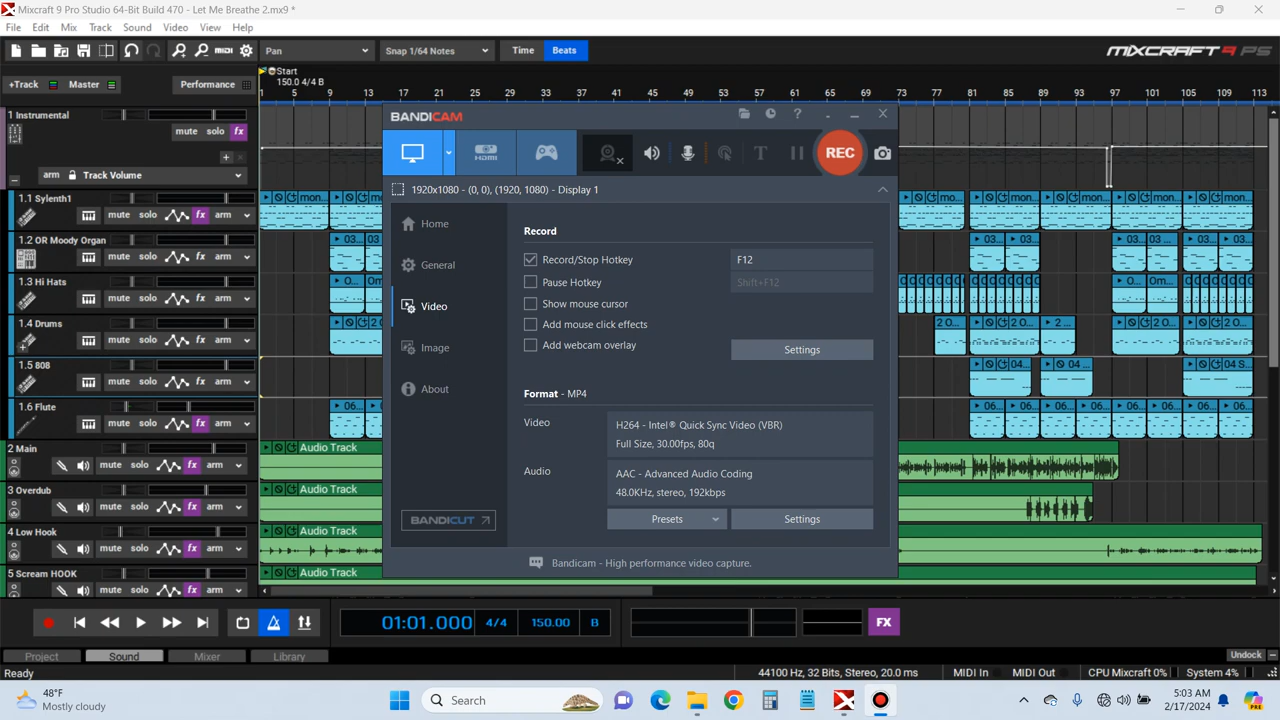 Mixcraft 9 Pro Studio 64-Bit Build 470 - Let Me Breathe 2.mx9 *
File Edit Mix Track Sound Video View Help
MIDI Pan Snap 1/64 Notes Time Beats MIXCRAFT 9 PS
+Track Master Performance
Start
150.0 4/4 B
1 5 9 13 17 21 25 29 33 37 41 45 49 53 57 61 65 69 73 77 81 85 89 93 97 101 105 109 113
1 Instrumental
mute solo fx
arm Track Volume
1.1 Sylenth1
mute solo fx arm
1.2 OR Moody Organ
mute solo fx arm
1.3 Hi Hats
mute solo fx arm
1.4 Drums
mute solo fx arm
1.5 808
mute solo fx arm
1.6 Flute
mute solo fx arm
2 Main
mute solo fx arm
Audio Track
3 Overdub
mute solo fx arm
Audio Track
4 Low Hook
mute solo fx arm
Audio Track
5 Scream HOOK
mute solo fx arm
Audio Track
BANDICAM
HDMI REC
1920x1080 - (0, 0), (1920, 1080) - Display 1
Home
General
Video
Image
About
BANDICUT
Record
Record/Stop Hotkey F12
Pause Hotkey Shift+F12
Show mouse cursor
Add mouse click effects
Add webcam overlay
Settings
Format - MP4
Video
H264 - Intel® Quick Sync Video (VBR)
Full Size, 30.00fps, 80q
Audio
AAC - Advanced Audio Coding
48.0KHz, stereo, 192kbps
Presets Settings
Bandicam - High performance video capture.
01:01.000 4/4 150.00 B FX
Project Sound Mixer Library Undock
Ready 44100 Hz, 32 Bits, Stereo, 20.0 ms MIDI In MIDI Out CPU Mixcraft 0% System 4%
48°F
Mostly cloudy
Search
5:03 AM
2/17/2024
PRE